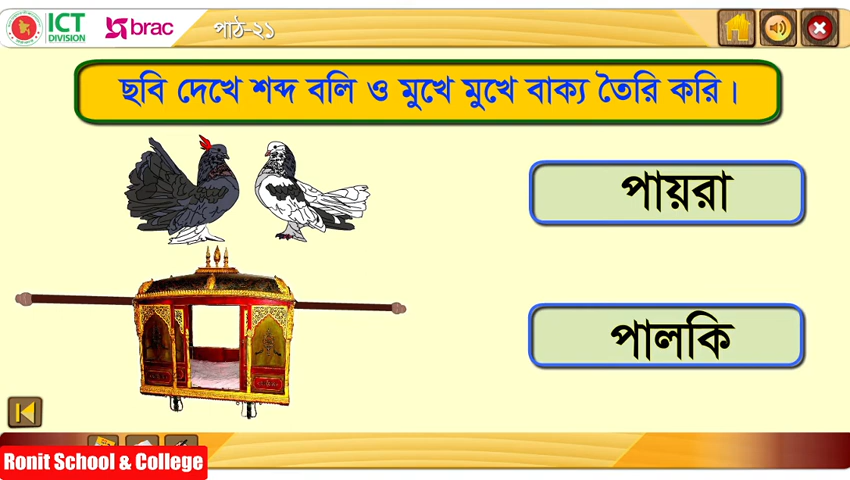 ICT
DIVISION
brac
পাঠ-২১
ছবি দেখে শব্দ বলি ও মুখে মুখে বাক্য তৈরি করি।
পায়রা
পালকি
Ronit School & College